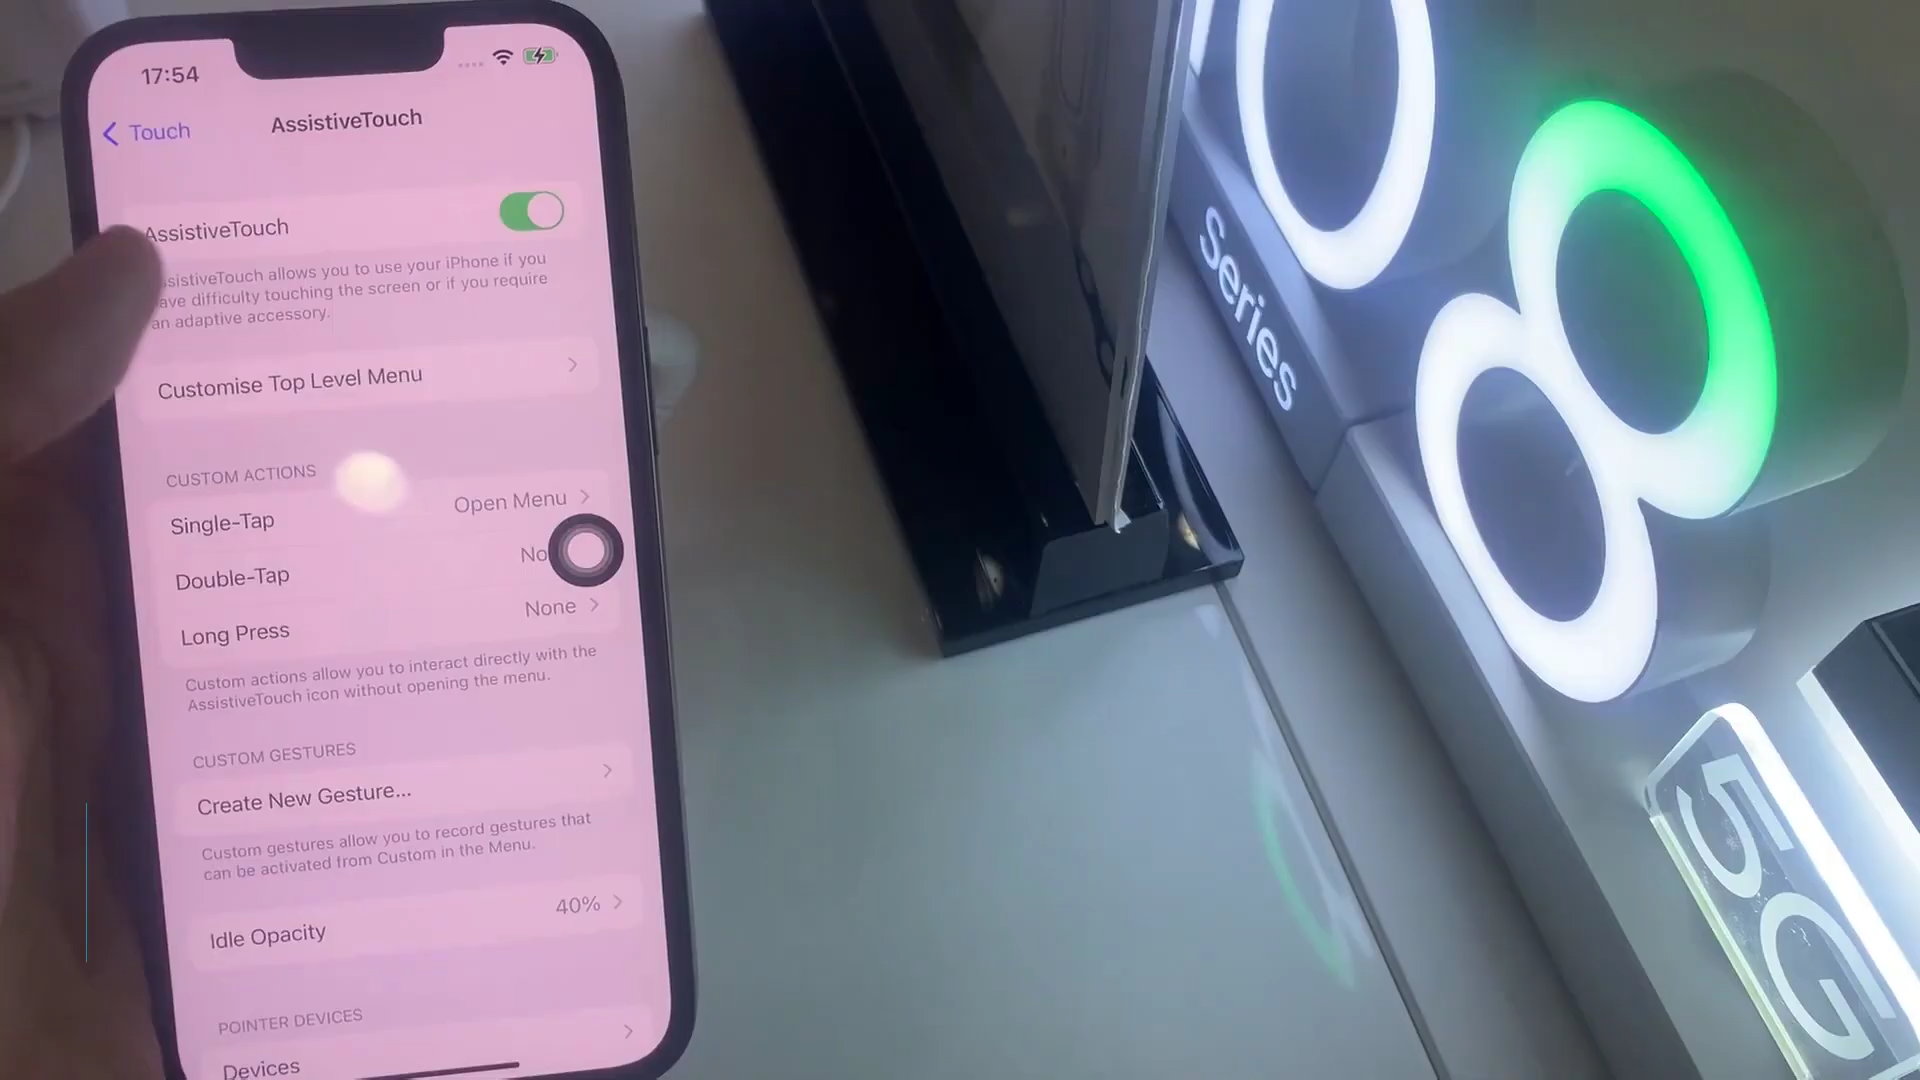 17:54
Touch
AssistiveTouch
AssistiveTouch
AssistiveTouch allows you to use your iPhone if you
have difficulty touching the screen or if you require
an adaptive accessory.
Customise Top Level Menu
CUSTOM ACTIONS
Single-Tap Open Menu
Double-Tap No
Long Press None
Custom actions allow you to interact directly with the
AssistiveTouch icon without opening the menu.
CUSTOM GESTURES
Create New Gesture...
Custom gestures allow you to record gestures that
can be activated from Custom in the Menu.
Idle Opacity 40%
POINTER DEVICES
Devices
Series
08
5G